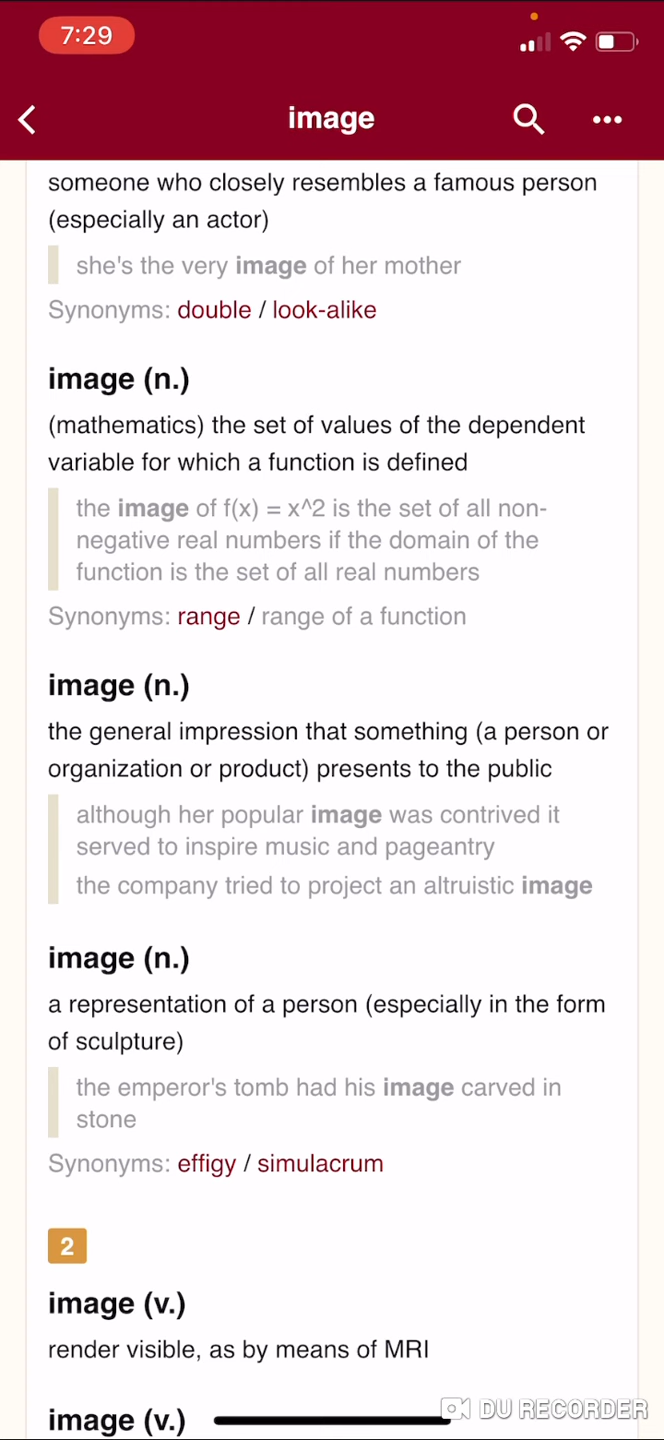 7:29
image
someone who closely resembles a famous person
(especially an actor)
she's the very image of her mother
Synonyms: double / look-alike
image (n.)
(mathematics) the set of values of the dependent
variable for which a function is defined
the image of f(x) = x^2 is the set of all non-
negative real numbers if the domain of the
function is the set of all real numbers
Synonyms: range / range of a function
image (n.)
the general impression that something (a person or
organization or product) presents to the public
although her popular image was contrived it
served to inspire music and pageantry
the company tried to project an altruistic image
image (n.)
a representation of a person (especially in the form
of sculpture)
the emperor's tomb had his image carved in
stone
Synonyms: effigy / simulacrum
2
image (v.)
render visible, as by means of MRI
image (v.)
DU RECORDER